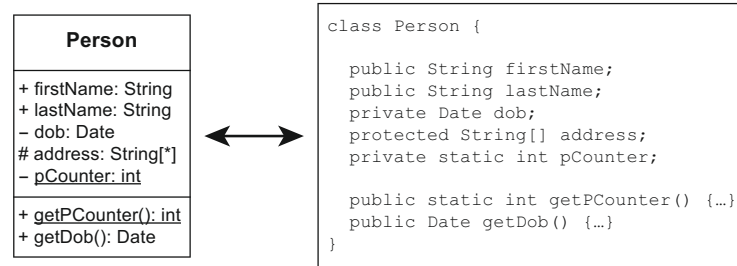 Person
+ firstName: String
+ lastName: String
– dob: Date
# address: String[*]
– pCounter: int
+ getPCounter(): int
+ getDob(): Date
class Person {
public String firstName;
public String lastName;
private Date dob;
protected String[] address;
private static int pCounter;
public static int getPCounter() {…}
public Date getDob() {…}
}